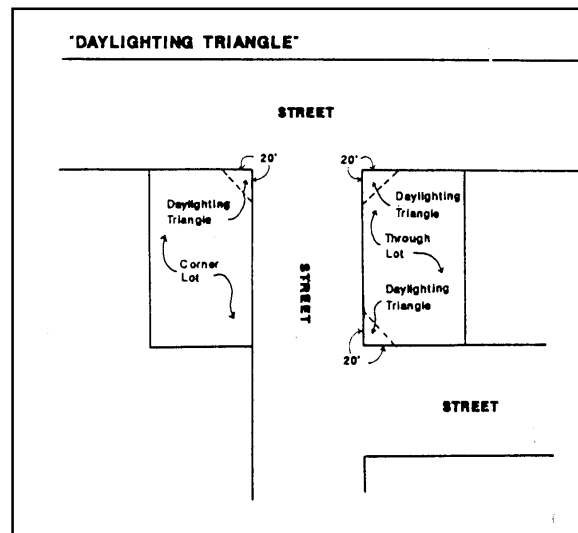 "DAYLIGHTING TRIANGLE"
STREET
20'
20'
Daylighting
Triangle
Daylighting
Triangle
Through
Lot
Corner
Lot
STREET
Daylighting
Triangle
20'
STREET